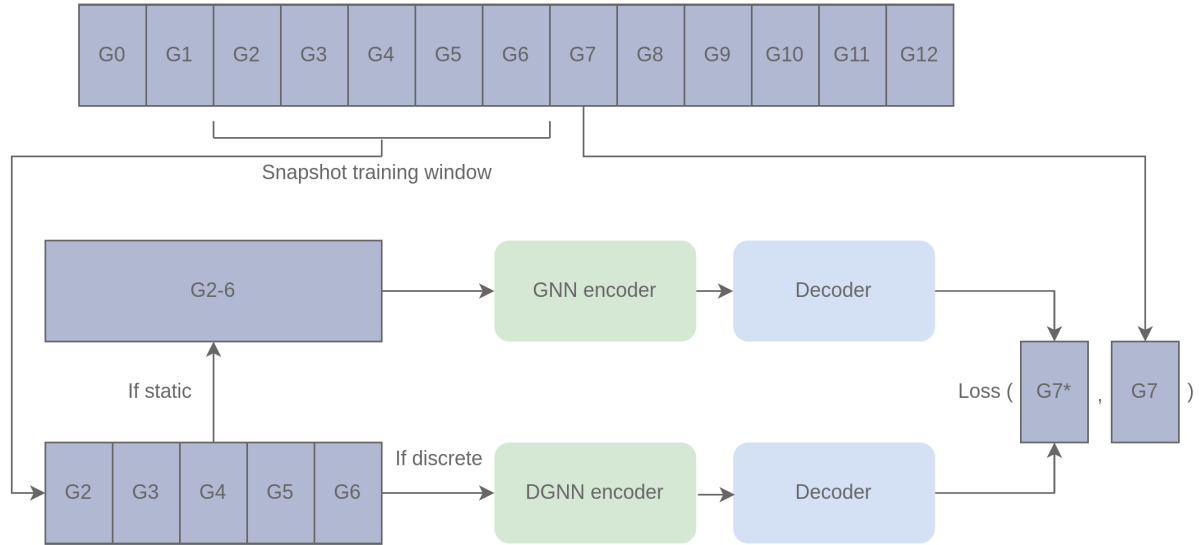 G0 G1 G2 G3 G4 G5 G6 G7 G8 G9 G10 G11 G12
Snapshot training window
G2-6
GNN encoder
Decoder
If static
Loss ( G7* , G7 )
If discrete
G2 G3 G4 G5 G6
DGNN encoder
Decoder